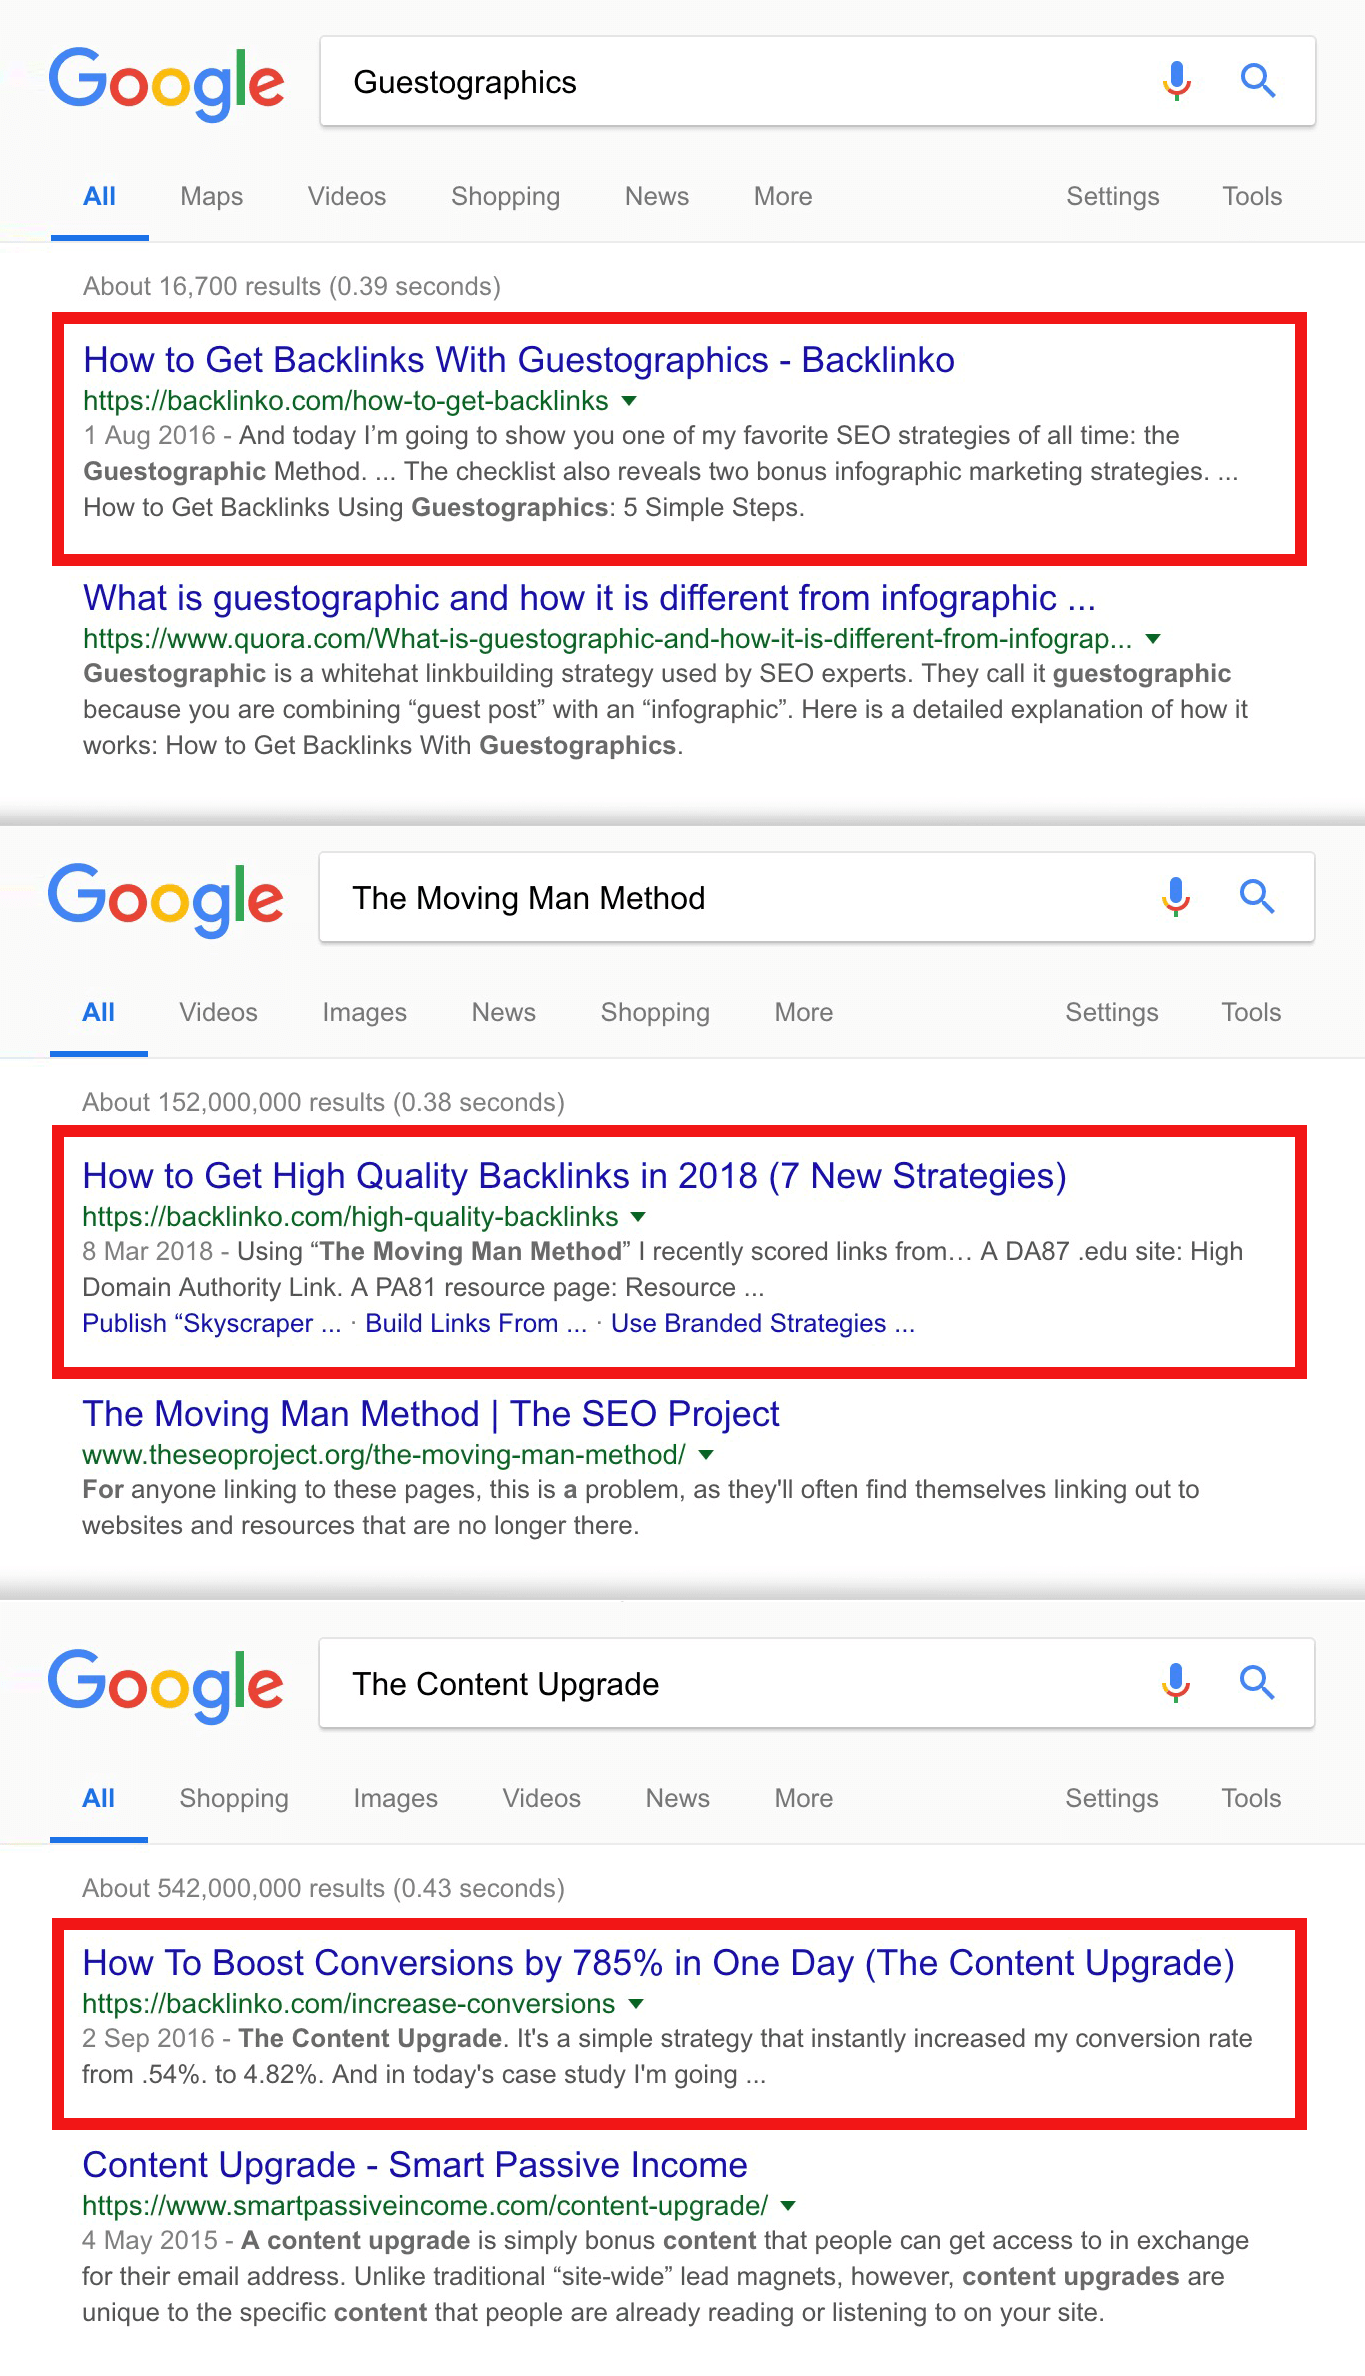 Google
Guestographics
All Maps Videos Shopping News More Settings Tools
About 16,700 results (0.39 seconds)
How to Get Backlinks With Guestographics - Backlinko
https://backlinko.com/how-to-get-backlinks
1 Aug 2016 - And today I’m going to show you one of my favorite SEO strategies of all time: the
Guestographic Method. ... The checklist also reveals two bonus infographic marketing strategies. ...
How to Get Backlinks Using Guestographics: 5 Simple Steps.
What is guestographic and how it is different from infographic ...
https://www.quora.com/What-is-guestographic-and-how-it-is-different-from-infograp...
Guestographic is a whitehat linkbuilding strategy used by SEO experts. They call it guestographic
because you are combining “guest post” with an “infographic”. Here is a detailed explanation of how it
works: How to Get Backlinks With Guestographics.
Google
The Moving Man Method
All Videos Images News Shopping More Settings Tools
About 152,000,000 results (0.38 seconds)
How to Get High Quality Backlinks in 2018 (7 New Strategies)
https://backlinko.com/high-quality-backlinks
8 Mar 2018 - Using “The Moving Man Method” I recently scored links from… A DA87 .edu site: High
Domain Authority Link. A PA81 resource page: Resource ...
Publish “Skyscraper ... · Build Links From ... · Use Branded Strategies ...
The Moving Man Method | The SEO Project
www.theseoproject.org/the-moving-man-method/
For anyone linking to these pages, this is a problem, as they'll often find themselves linking out to
websites and resources that are no longer there.
Google
The Content Upgrade
All Shopping Images Videos News More Settings Tools
About 542,000,000 results (0.43 seconds)
How To Boost Conversions by 785% in One Day (The Content Upgrade)
https://backlinko.com/increase-conversions
2 Sep 2016 - The Content Upgrade. It's a simple strategy that instantly increased my conversion rate
from .54%. to 4.82%. And in today's case study I'm going ...
Content Upgrade - Smart Passive Income
https://www.smartpassiveincome.com/content-upgrade/
4 May 2015 - A content upgrade is simply bonus content that people can get access to in exchange
for their email address. Unlike traditional “site-wide” lead magnets, however, content upgrades are
unique to the specific content that people are already reading or listening to on your site.